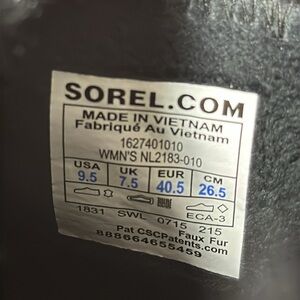 SOREL.COM
MADE IN VIETNAM
Fabriqué Au Vietnam
1627401010
WMN'S NL2183-010
USA UK EUR CM
9.5 7.5 40.5 26.5
ECA-3
1831 SWL 0715 215
Faux Fur
Pat CSCPatents.com
888664655459